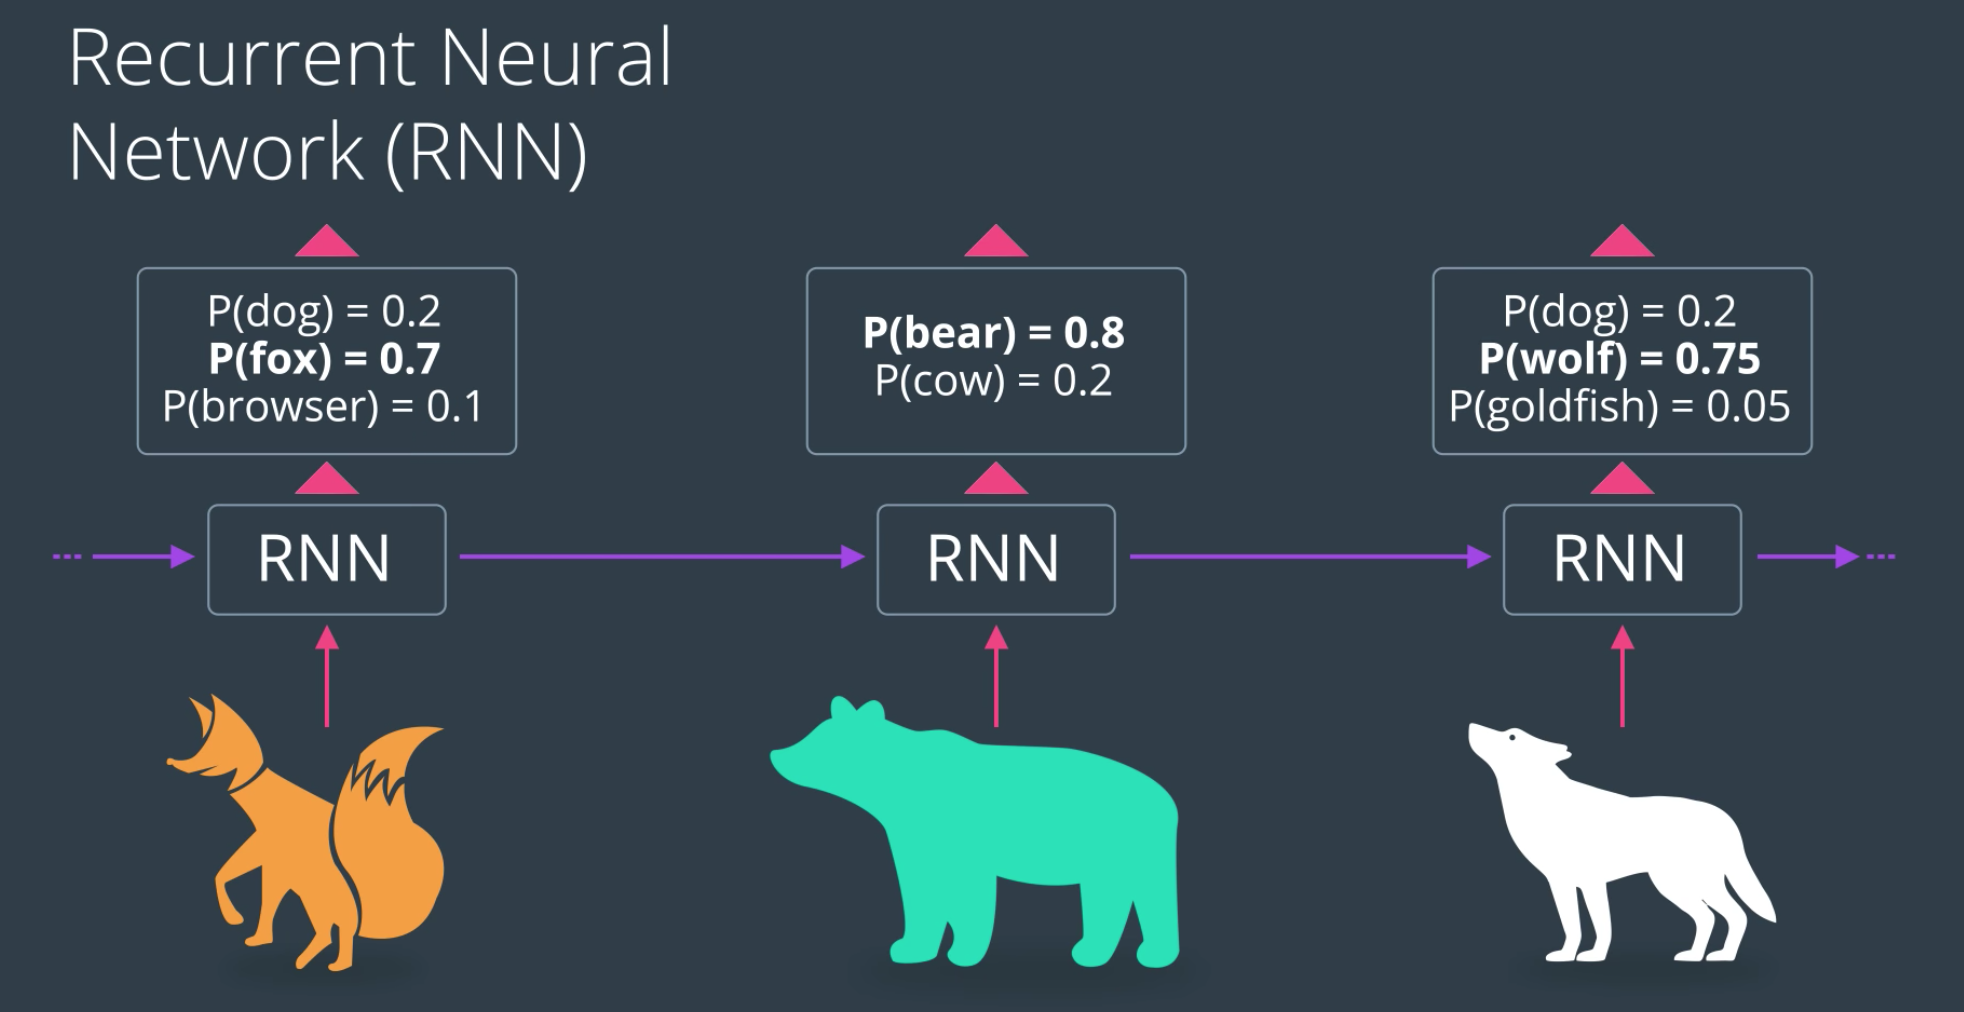 Recurrent Neural
Network (RNN)
P(dog) = 0.2
P(fox) = 0.7
P(browser) = 0.1
P(bear) = 0.8
P(cow) = 0.2
P(dog) = 0.2
P(wolf) = 0.75
P(goldfish) = 0.05
RNN
RNN
RNN